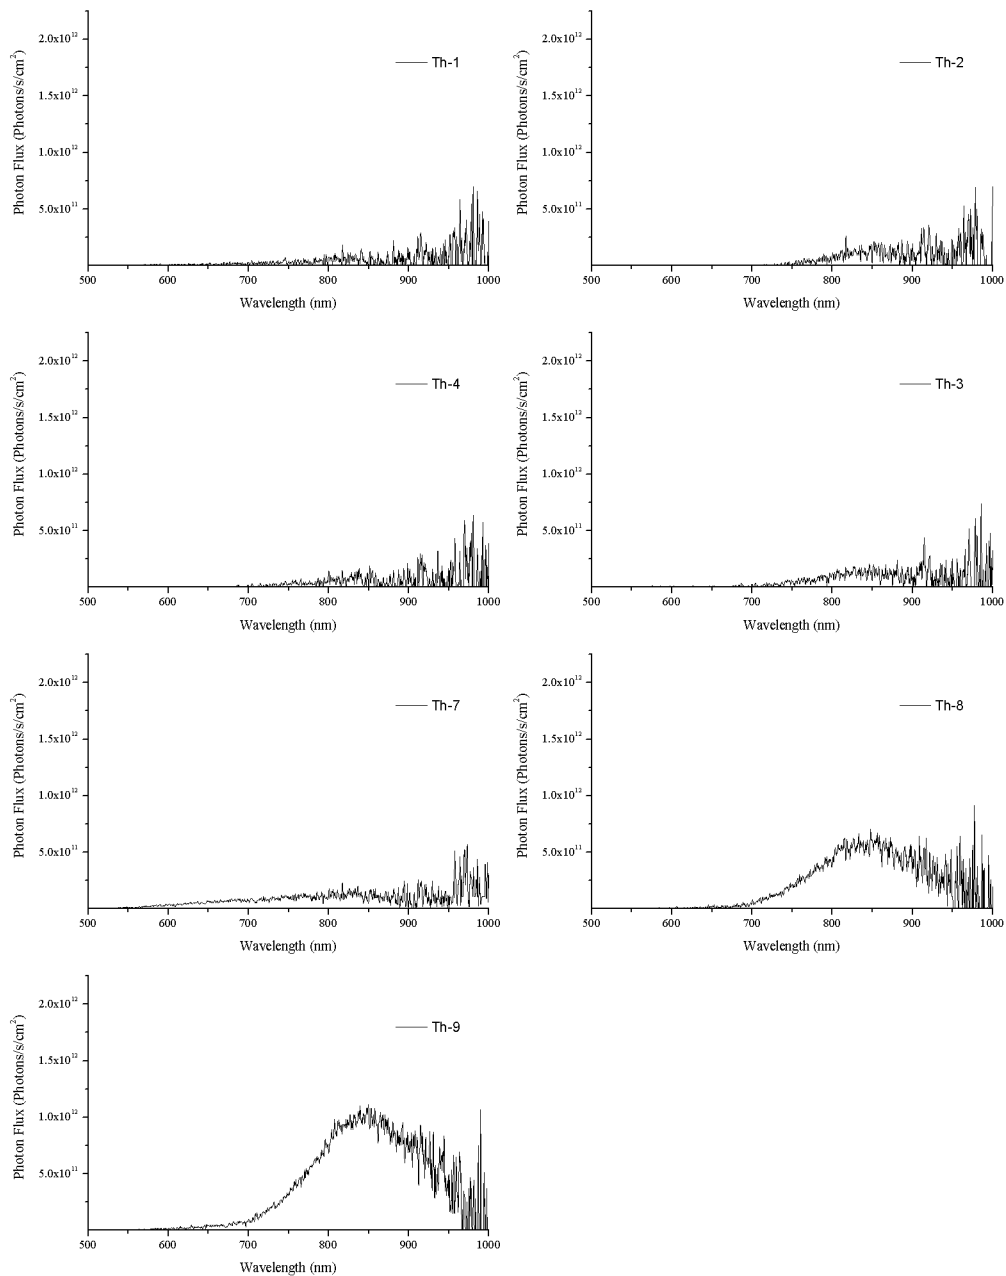 Th-1
Photon Flux (Photons/s/cm²)
2.0x10¹²
1.5x10¹²
1.0x10¹²
5.0x10¹¹
500 600 700 800 900 1000
Wavelength (nm)
Th-2
Photon Flux (Photons/s/cm²)
2.0x10¹²
1.5x10¹²
1.0x10¹²
5.0x10¹¹
500 600 700 800 900 1000
Wavelength (nm)
Th-4
Photon Flux (Photons/s/cm²)
2.0x10¹²
1.5x10¹²
1.0x10¹²
5.0x10¹¹
500 600 700 800 900 1000
Wavelength (nm)
Th-3
Photon Flux (Photons/s/cm²)
2.0x10¹²
1.5x10¹²
1.0x10¹²
5.0x10¹¹
500 600 700 800 900 1000
Wavelength (nm)
Th-7
Photon Flux (Photons/s/cm²)
2.0x10¹²
1.5x10¹²
1.0x10¹²
5.0x10¹¹
500 600 700 800 900 1000
Wavelength (nm)
Th-8
Photon Flux (Photons/s/cm²)
2.0x10¹²
1.5x10¹²
1.0x10¹²
5.0x10¹¹
500 600 700 800 900 1000
Wavelength (nm)
Th-9
Photon Flux (Photons/s/cm²)
2.0x10¹²
1.5x10¹²
1.0x10¹²
5.0x10¹¹
500 600 700 800 900 1000
Wavelength (nm)